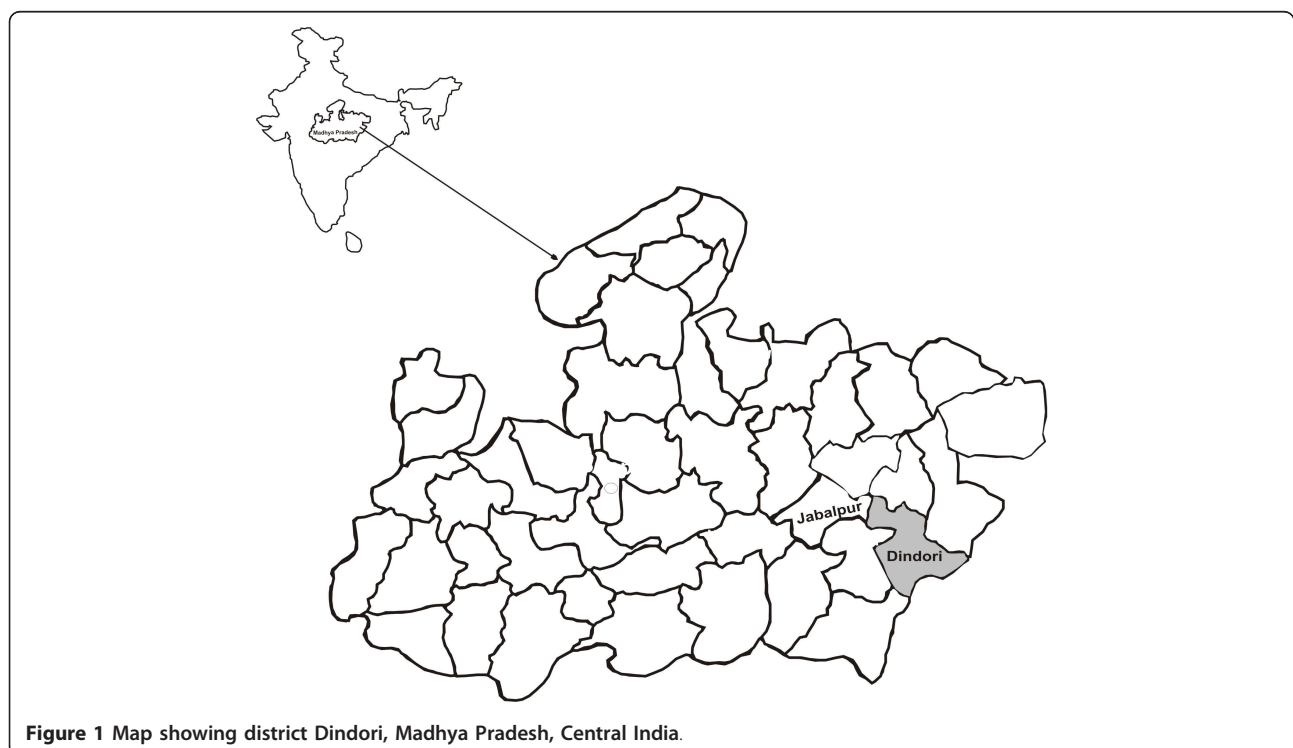 Madhya Pradesh
Jabalpur
Dindori
Figure 1 Map showing district Dindori, Madhya Pradesh, Central India.